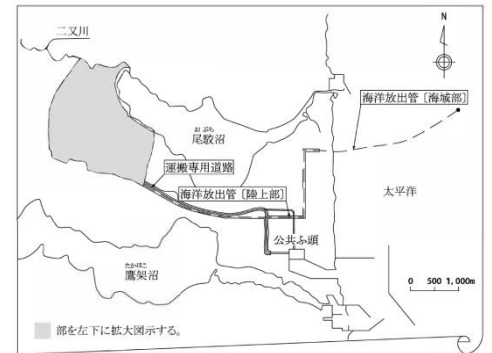 二又川
N
海洋放出管〔海城部〕
おぶち
尾駮沼
運搬専用道路
海洋放出管〔陸上部〕
太平洋
公共ふ頭
たかほこ
鷹架沼
0 500 1,000m
部を左下に拡大図示する。